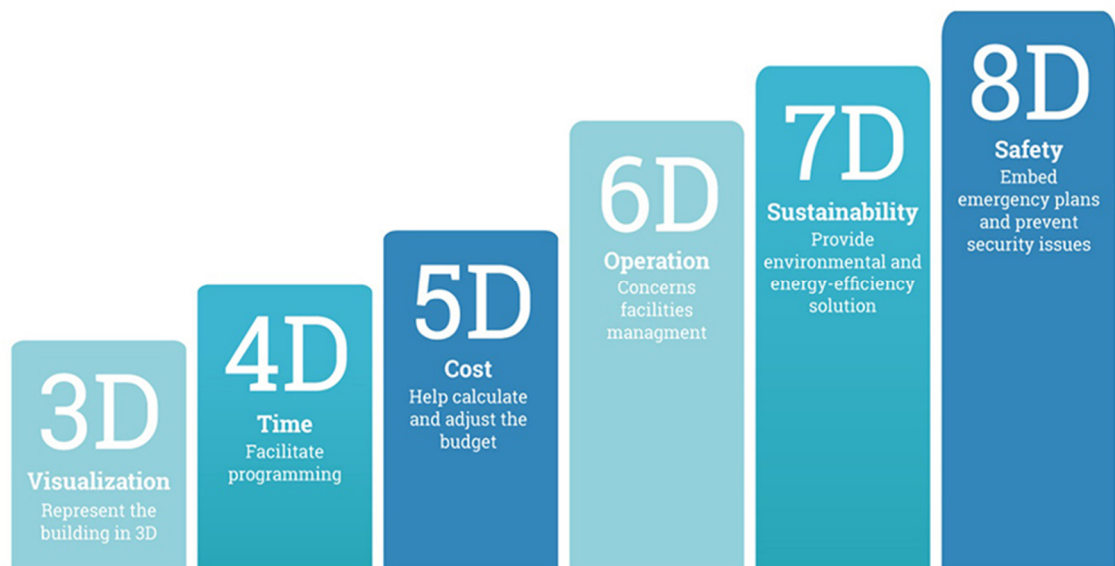 3D
Visualization
Represent the
building in 3D
4D
Time
Facilitate
programming
5D
Cost
Help calculate
and adjust the
budget
6D
Operation
Concerns
facilities
managment
7D
Sustainability
Provide
environmental and
energy-efficiency
solution
8D
Safety
Embed
emergency plans
and prevent
security issues